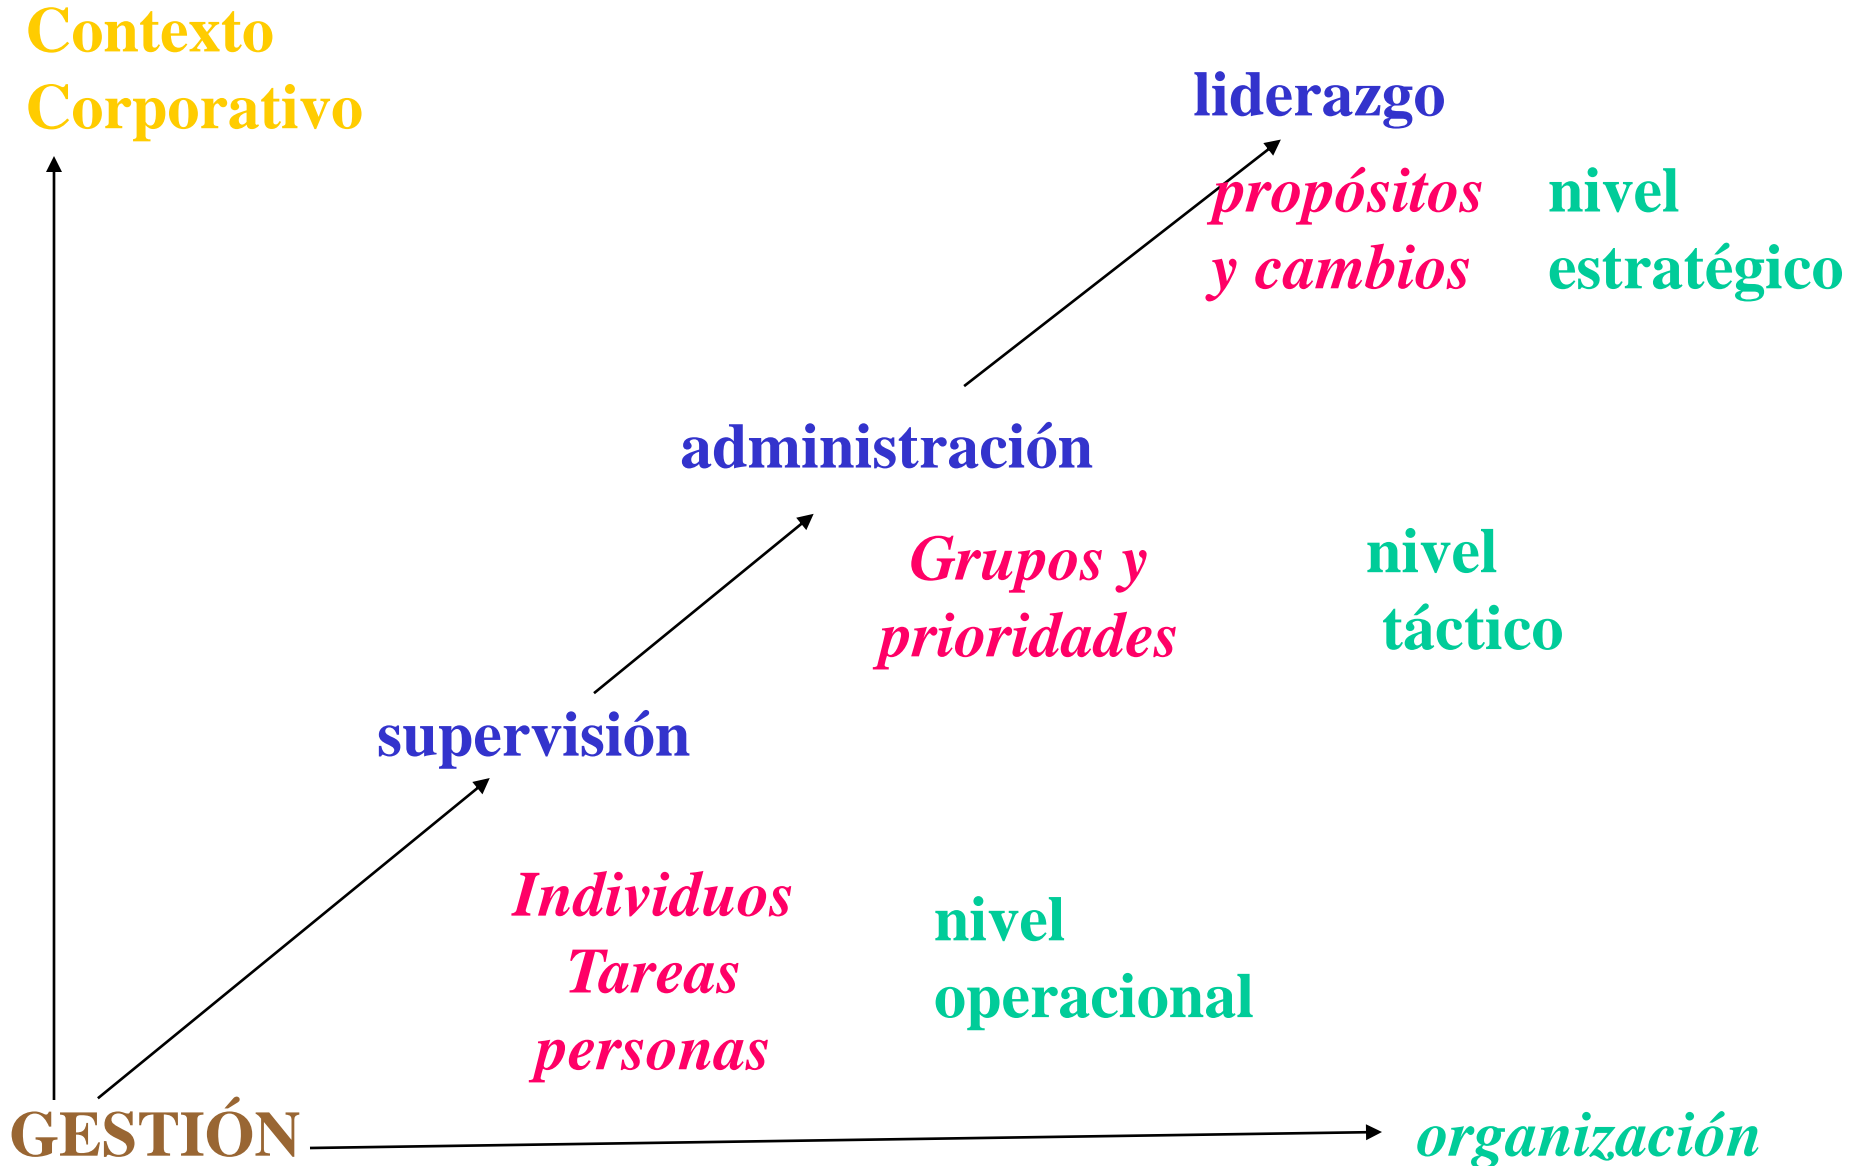 Contexto
Corporativo
liderazgo
propósitos
y cambios
nivel
estratégico
administración
Grupos y
prioridades
nivel
táctico
supervisión
Individuos
Tareas
personas
nivel
operacional
GESTIÓN
organización